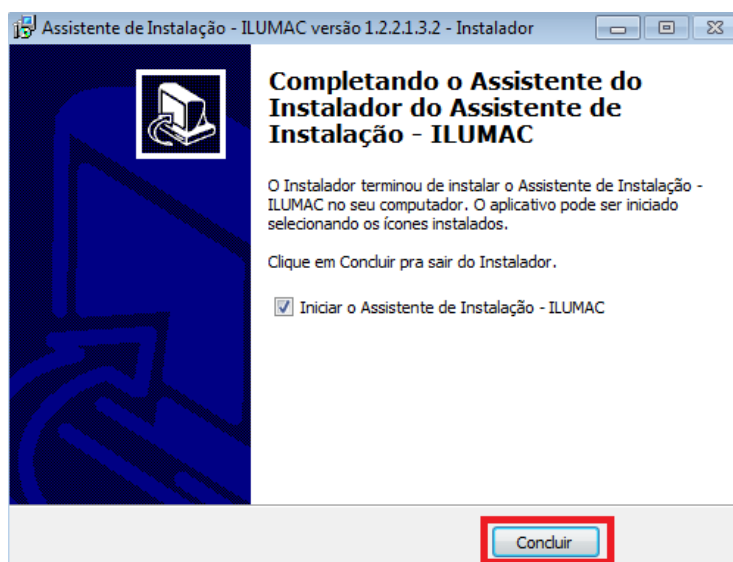 Assistente de Instalação - ILUMAC versão 1.2.2.1.3.2 - Instalador
Completando o Assistente do
Instalador do Assistente de
Instalação - ILUMAC
O Instalador terminou de instalar o Assistente de Instalação -
ILUMAC no seu computador. O aplicativo pode ser iniciado
selecionando os ícones instalados.
Clique em Concluir pra sair do Instalador.
Iniciar o Assistente de Instalação - ILUMAC
Concluir